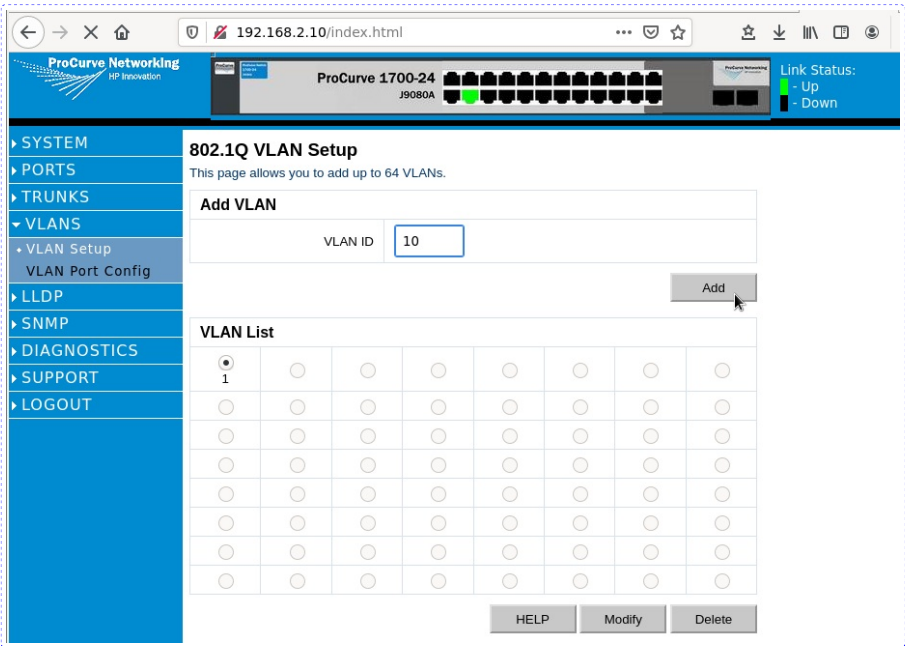 192.168.2.10/index.html
ProCurve Networking
HP Innovation
ProCurve 1700-24
J9080A
Link Status:
- Up
- Down
SYSTEM
PORTS
TRUNKS
VLANS
VLAN Setup
VLAN Port Config
LLDP
SNMP
DIAGNOSTICS
SUPPORT
LOGOUT
802.1Q VLAN Setup
This page allows you to add up to 64 VLANs.
Add VLAN
VLAN ID 10
Add
VLAN List
1
HELP Modify Delete